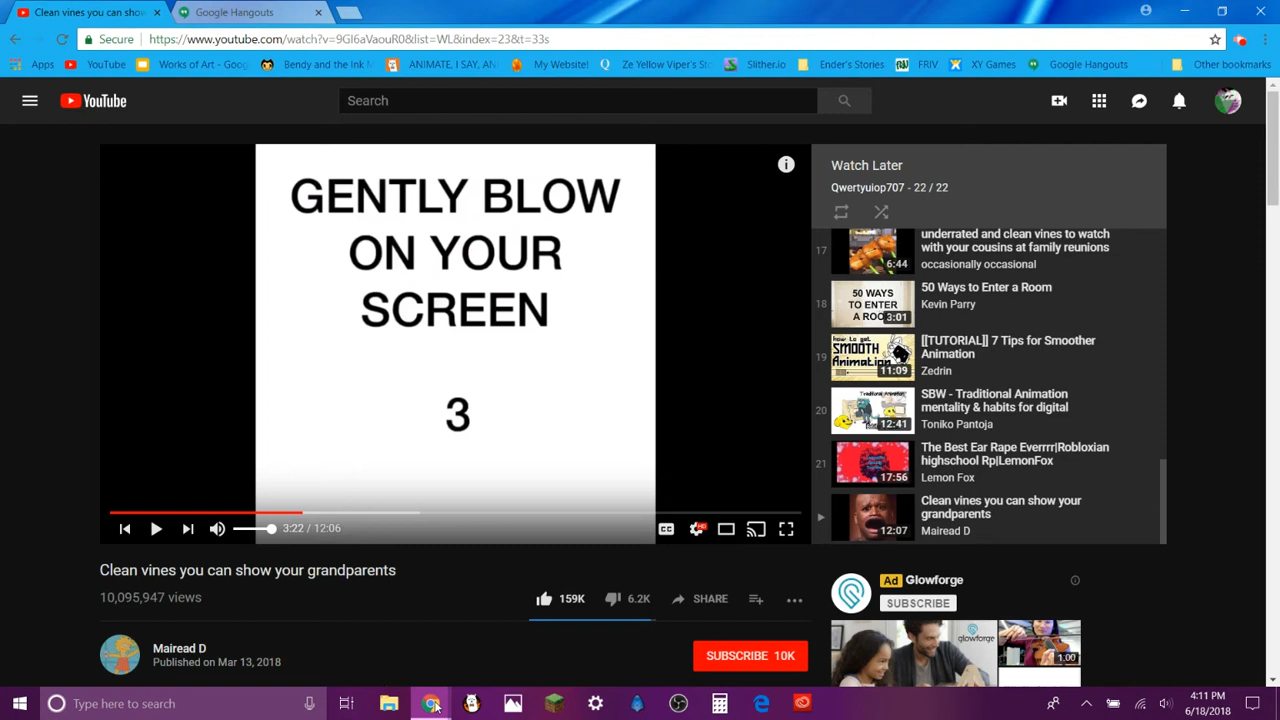 Clean vines you can show
Google Hangouts
Secure
https://www.youtube.com/watch?v=9GI6aVaouR0&list=WL&index=23&t=33s
Apps
YouTube
Works of Art - Goog
Bendy and the Ink M
ANIMATE, I SAY, AN
My Website!
Ze Yellow Viper's Sto
Slither.io
Ender's Stories
FRIV
XY Games
Google Hangouts
Other bookmarks
YouTube
Search
GENTLY BLOW
ON YOUR
SCREEN
3
3:22 / 12:06
CC
HD
Watch Later
Qwertyuiop707 - 22 / 22
17
6:44
underrated and clean vines to watch
with your cousins at family reunions
occasionally occasional
18
50 WAYS
TO ENTER
A ROO
3:01
50 Ways to Enter a Room
Kevin Parry
19
how to get
SMOOTH
Animation
11:09
[[TUTORIAL]] 7 Tips for Smoother
Animation
Zedrin
20
Traditional Animation
12:41
SBW - Traditional Animation
mentality & habits for digital
Toniko Pantoja
21
17:56
The Best Ear Rape Everrrr|Robloxian
highschool Rp|LemonFox
Lemon Fox
12:07
Clean vines you can show your
grandparents
Mairead D
Clean vines you can show your grandparents
10,095,947 views
159K
6.2K
SHARE
Mairead D
Published on Mar 13, 2018
SUBSCRIBE 10K
Ad Glowforge
SUBSCRIBE
glowforge
1:00
Type here to search
4:11 PM
6/18/2018